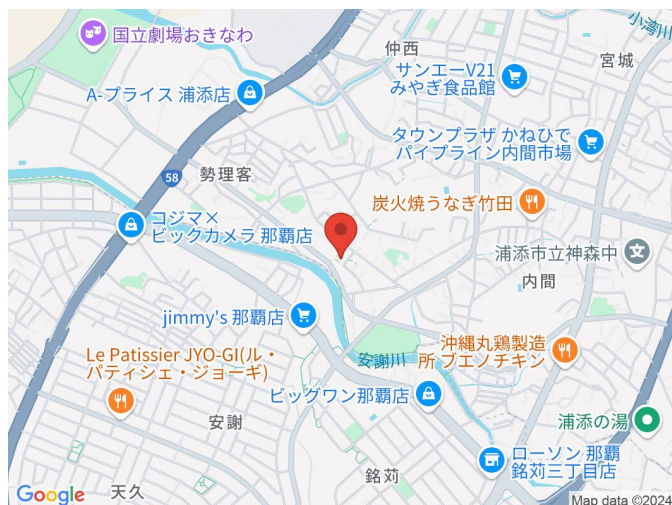 国立劇場おきなわ
仲西
小湾川
宮城
サンエーV21
みやぎ食品館
A-プライス 浦添店
タウンプラザ かねひで
パイプライン内間市場
58
勢理客
炭火焼うなぎ竹田
コジマ×
ビックカメラ 那覇店
浦添市立神森中
文
内間
jimmy's 那覇店
Le Patissier JYO-GI(ル・
パティシェ・ジョーギ)
安謝川
沖縄丸鶏製造
所 ブエノチキン
ビッグワン那覇店
安謝
浦添の湯
銘苅
ローソン 那覇
銘苅三丁目店
天久
Google
Map data ©2024